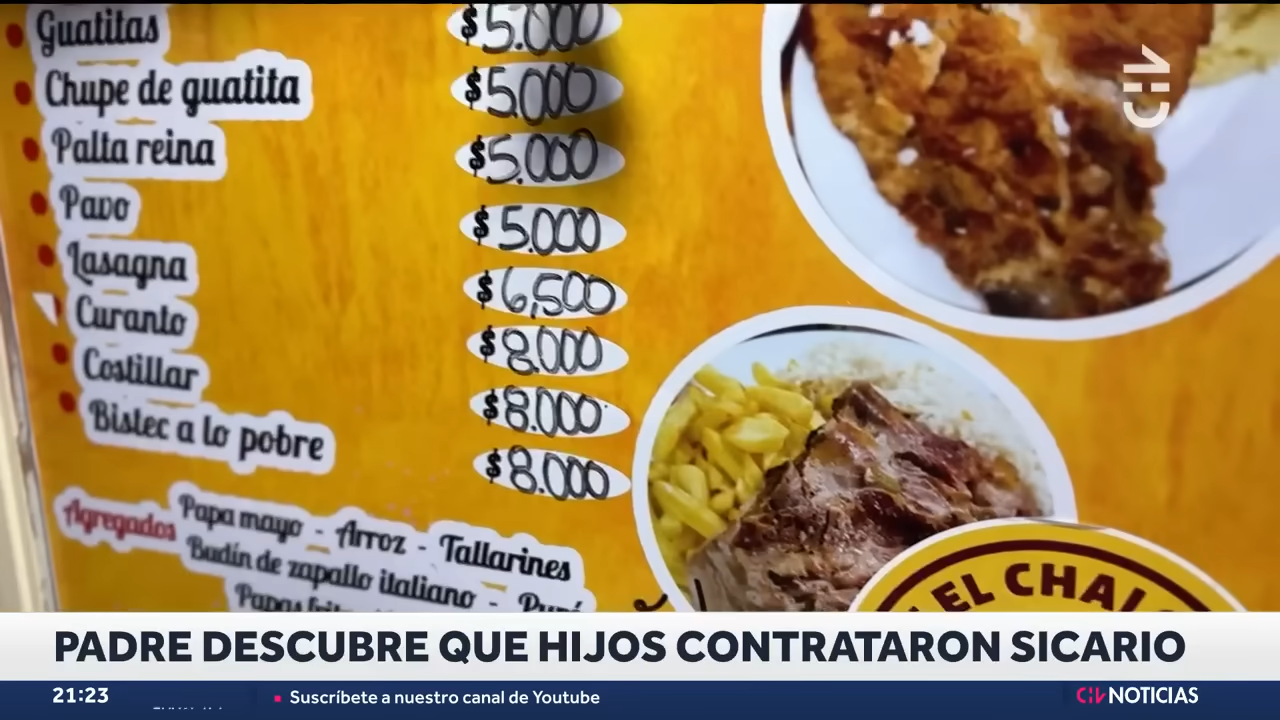 Guatitas $5.000
Chupe de guatita $5.000
Palta reina $5.000
Pavo $5.000
Lasagna $6,500
Curanto $8.000
Costillar $8.000
Bistec a lo pobre $8.000
Agregados Papa mayo - Arroz - Tallarines
Budín de zapallo italiano - Puré
EL
CHV
PADRE DESCUBRE QUE HIJOS CONTRATARON SICARIO
21:23 Suscríbete a nuestro canal de Youtube CHV NOTICIAS